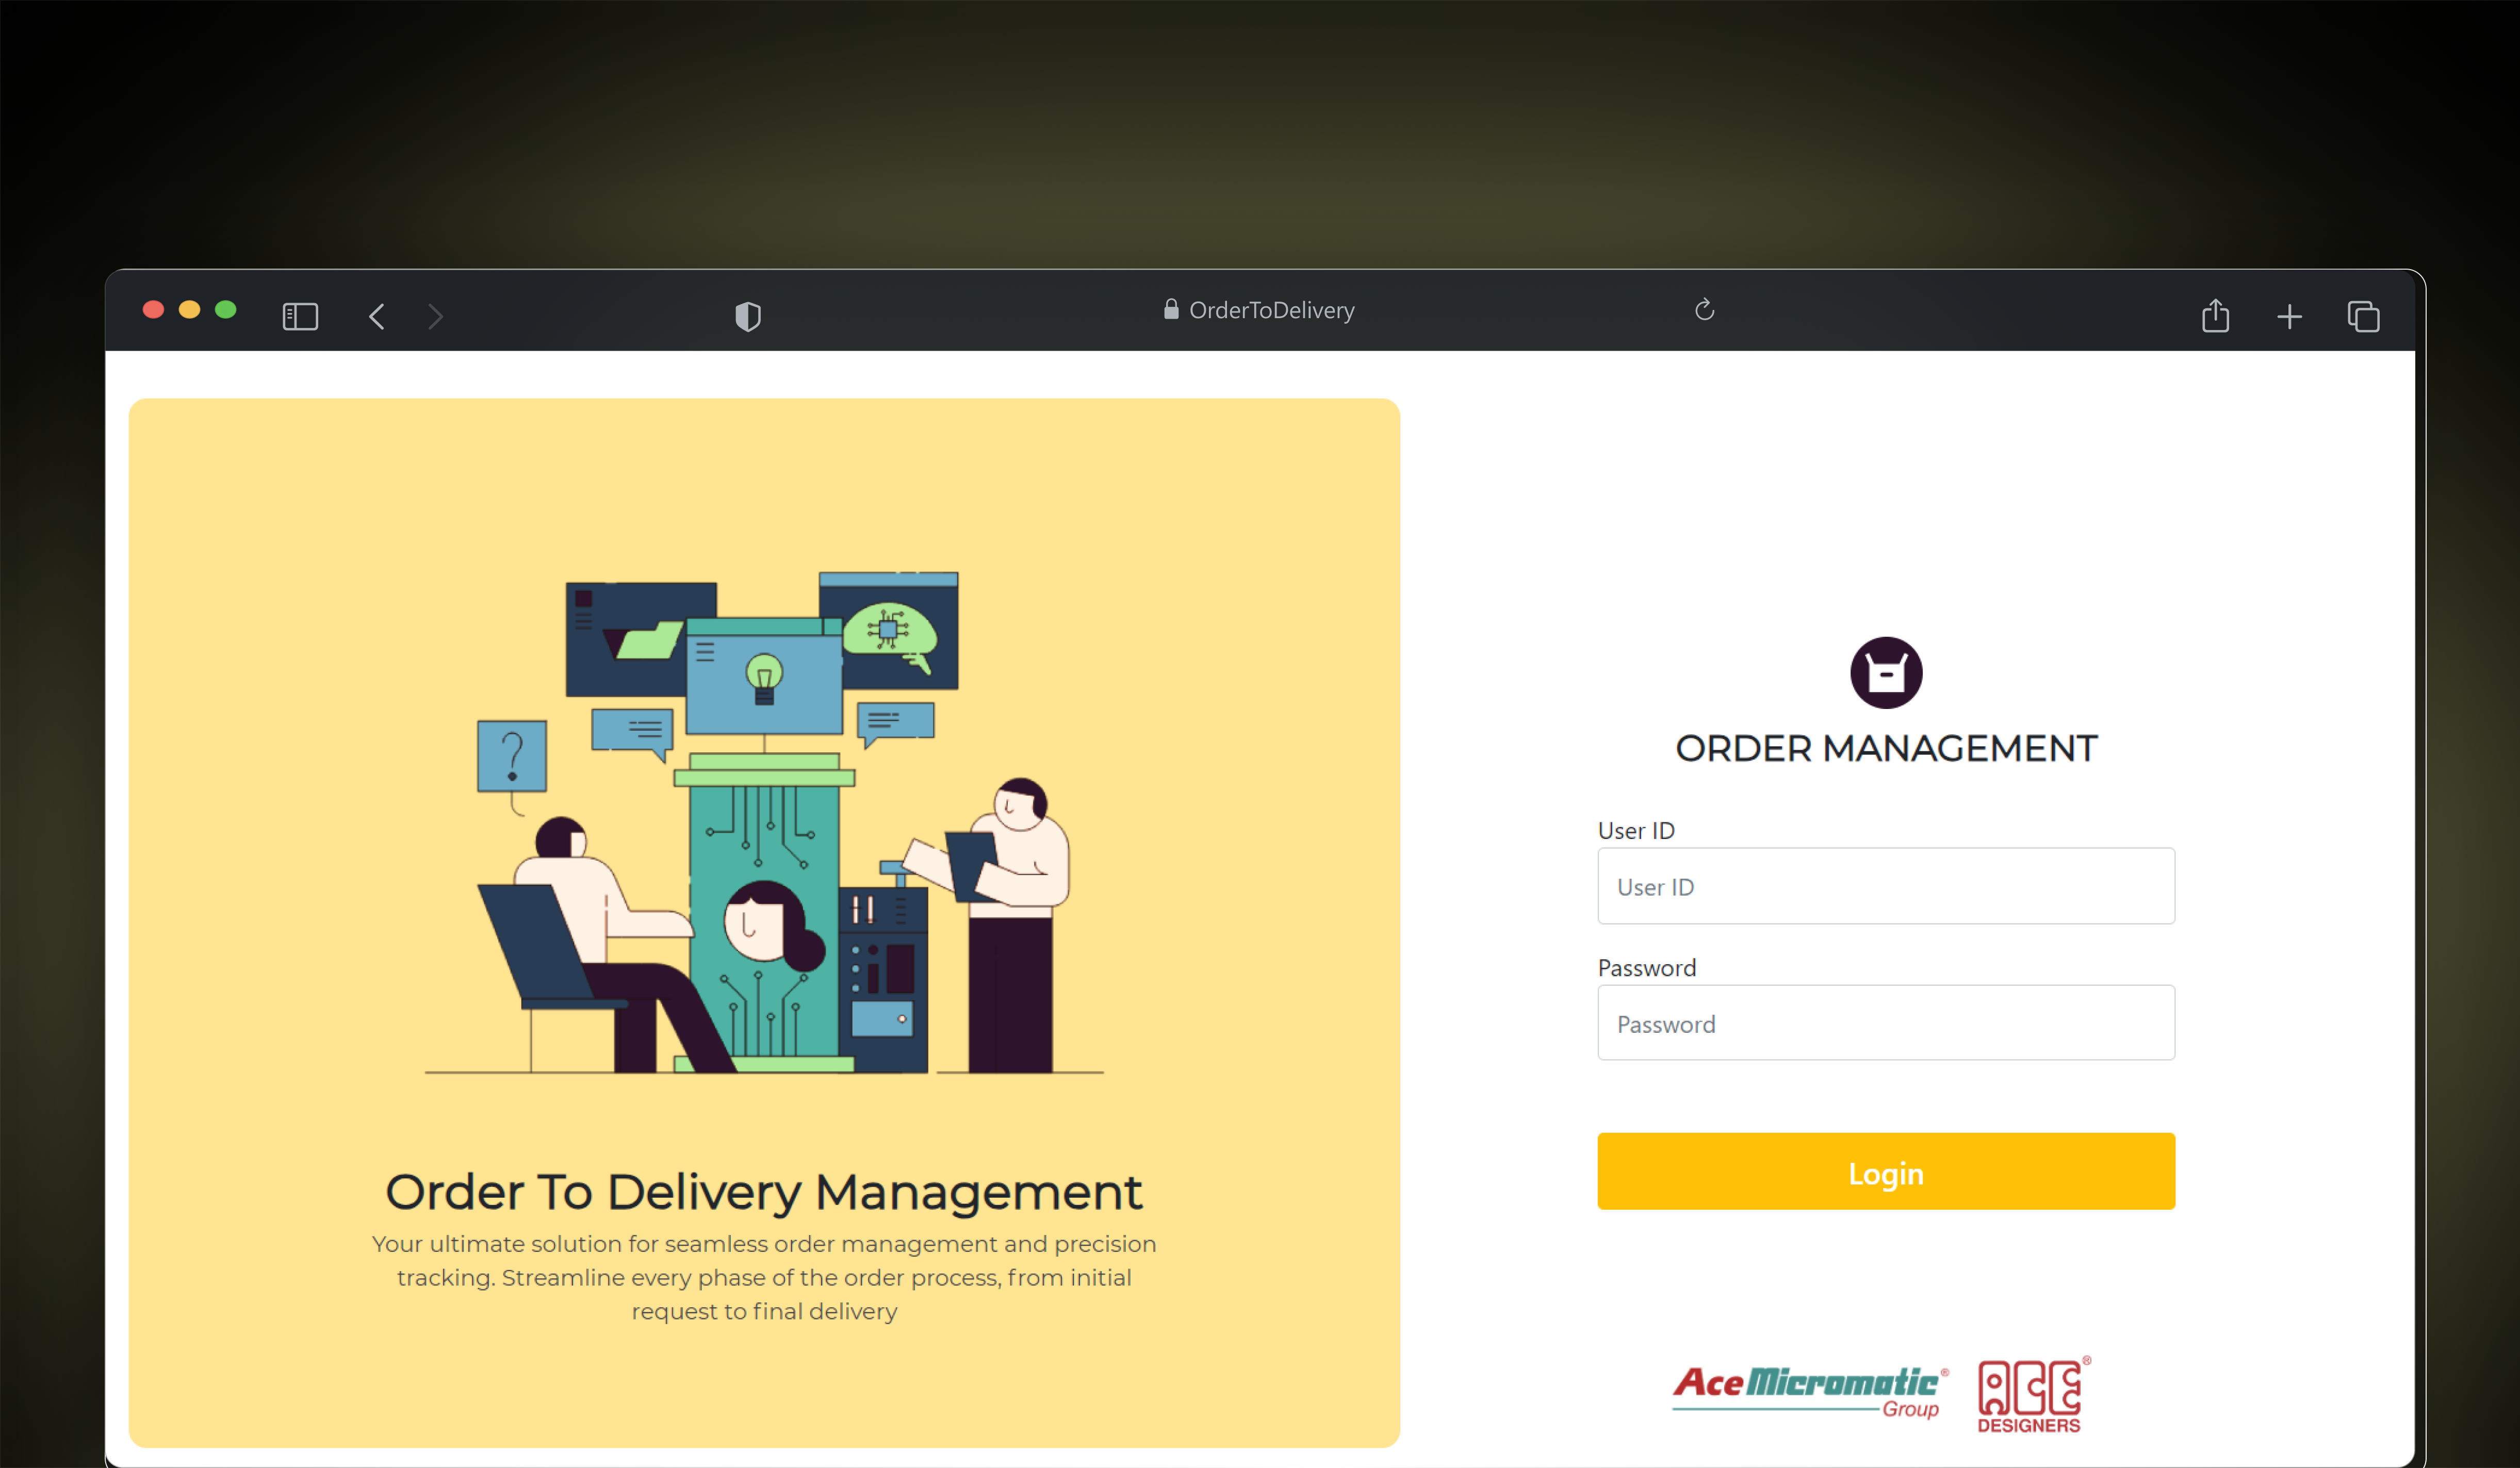 OrderToDelivery
?
Order To Delivery Management
Your ultimate solution for seamless order management and precision
tracking. Streamline every phase of the order process, from initial
request to final delivery
ORDER MANAGEMENT
User ID
User ID
Password
Password
Login
Ace Micromatic®
Group
ACE®
DESIGNERS